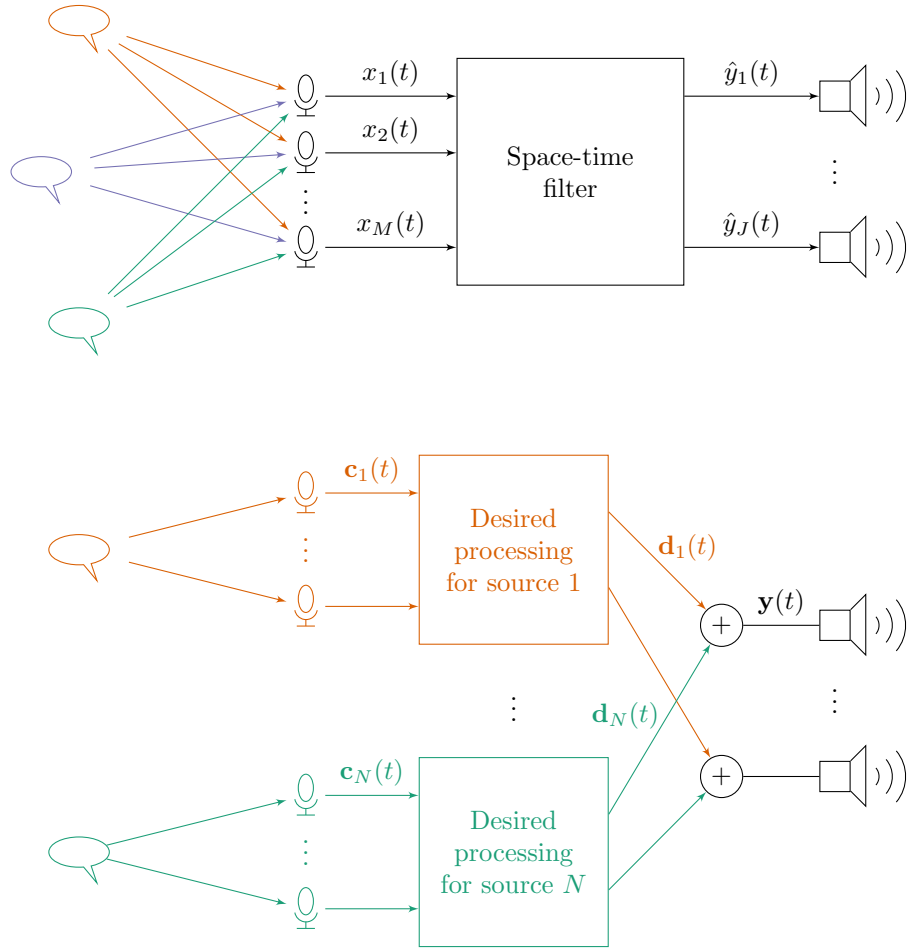 x₁(t)
ŷ₁(t)
x₂(t)
Space-time
filter
⋮
⋮
x_M(t)
ŷ_J(t)
𝐜₁(t)
Desired
processing
for source 1
⋮
𝐝₁(t)
𝐲(t)
+
⋮
⋮
𝐝_N(t)
𝐜_N(t)
+
Desired
processing
for source N
⋮